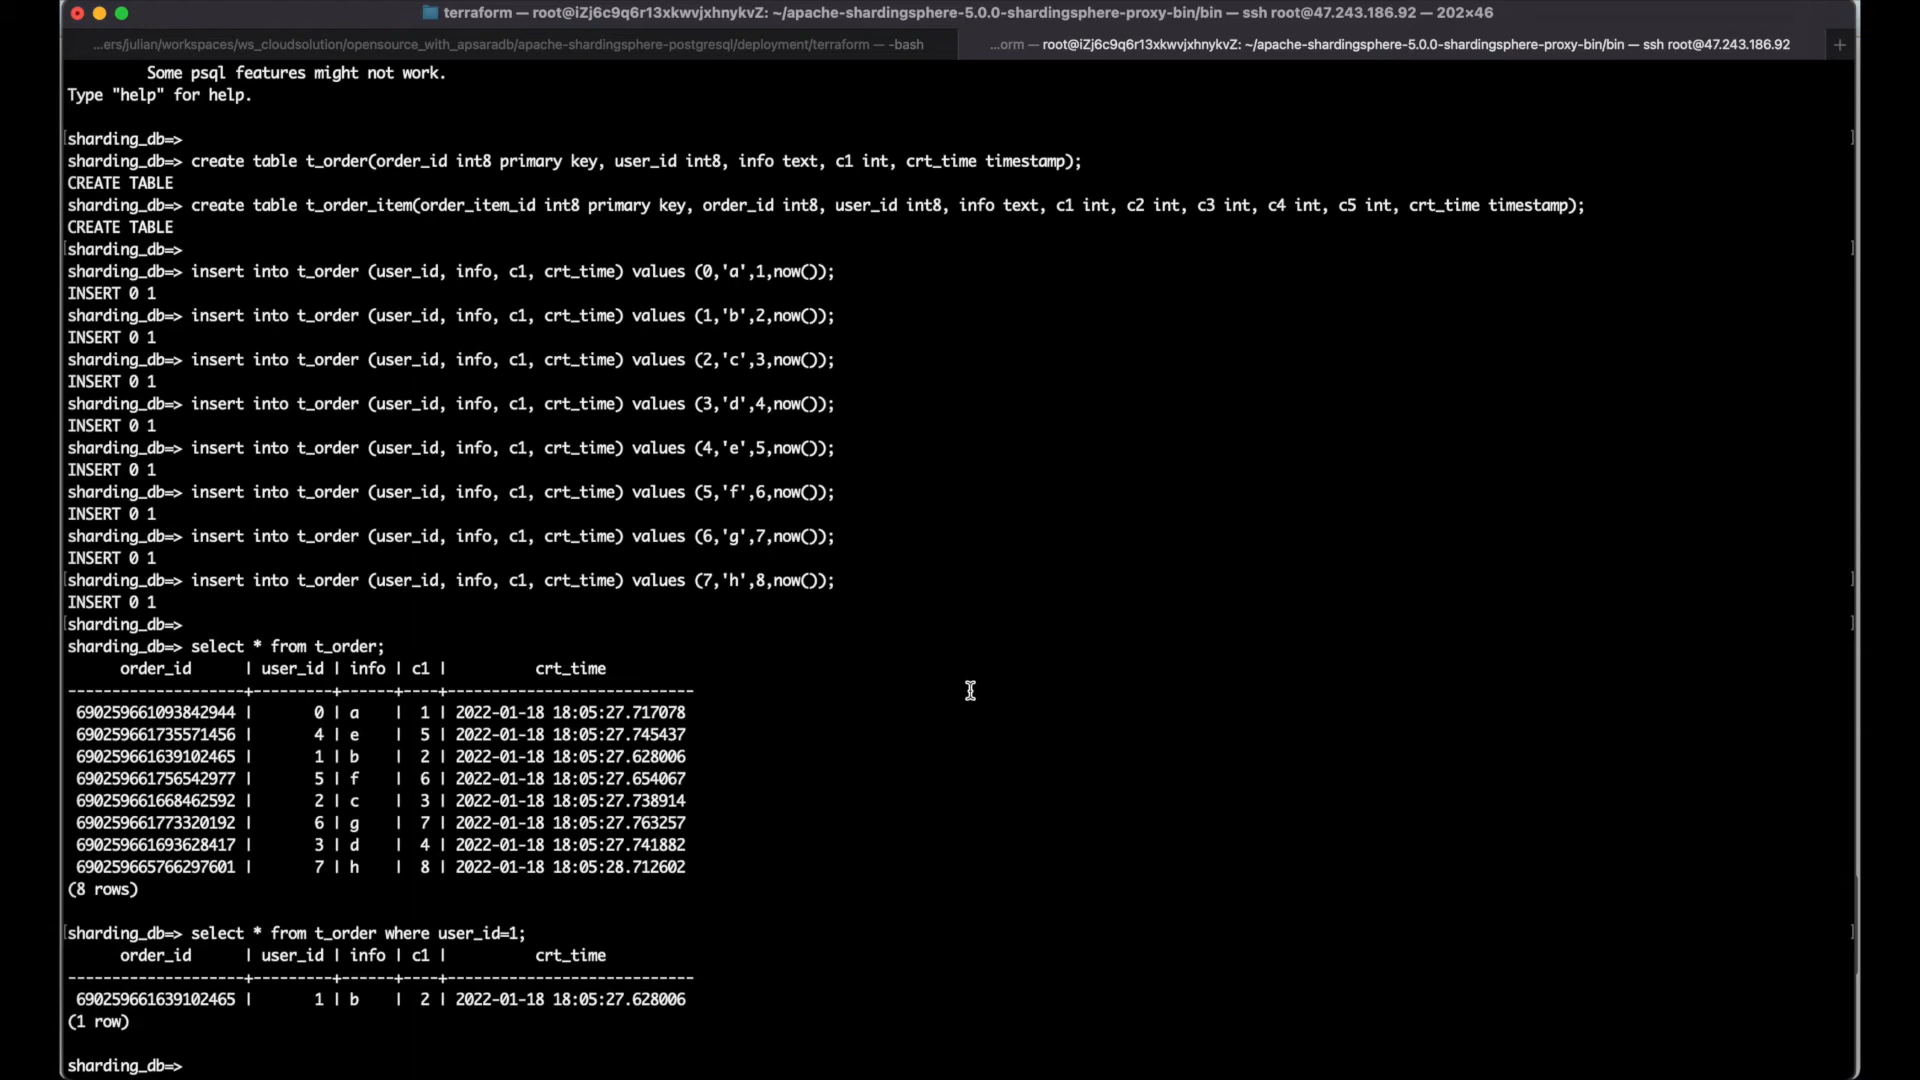 terraform — root@iZj6c9q6r13xkwvjxhnykvZ: ~/apache-shardingsphere-5.0.0-shardingsphere-proxy-bin/bin — ssh root@47.243.186.92 — 202×46
...ers/julian/workspaces/ws_cloudsolution/opensource_with_apsaradb/apache-shardingsphere-postgresql/deployment/terraform — -bash
...orm — root@iZj6c9q6r13xkwvjxhnykvZ: ~/apache-shardingsphere-5.0.0-shardingsphere-proxy-bin/bin — ssh root@47.243.186.92 +
Some psql features might not work.
Type "help" for help.
[sharding_db=> ]
sharding_db=> create table t_order(order_id int8 primary key, user_id int8, info text, c1 int, crt_time timestamp);
CREATE TABLE
sharding_db=> create table t_order_item(order_item_id int8 primary key, order_id int8, user_id int8, info text, c1 int, c2 int, c3 int, c4 int, c5 int, crt_time timestamp);
CREATE TABLE
[sharding_db=> ]
sharding_db=> insert into t_order (user_id, info, c1, crt_time) values (0,'a',1,now());
INSERT 0 1
sharding_db=> insert into t_order (user_id, info, c1, crt_time) values (1,'b',2,now());
INSERT 0 1
sharding_db=> insert into t_order (user_id, info, c1, crt_time) values (2,'c',3,now());
INSERT 0 1
sharding_db=> insert into t_order (user_id, info, c1, crt_time) values (3,'d',4,now());
INSERT 0 1
sharding_db=> insert into t_order (user_id, info, c1, crt_time) values (4,'e',5,now());
INSERT 0 1
sharding_db=> insert into t_order (user_id, info, c1, crt_time) values (5,'f',6,now());
INSERT 0 1
sharding_db=> insert into t_order (user_id, info, c1, crt_time) values (6,'g',7,now());
INSERT 0 1
[sharding_db=> insert into t_order (user_id, info, c1, crt_time) values (7,'h',8,now()); ]
INSERT 0 1
[sharding_db=> ]
sharding_db=> select * from t_order;
order_id | user_id | info | c1 | crt_time
--------------------+---------+------+----+----------------------------
690259661093842944 | 0 | a | 1 | 2022-01-18 18:05:27.717078
690259661735571456 | 4 | e | 5 | 2022-01-18 18:05:27.745437
690259661639102465 | 1 | b | 2 | 2022-01-18 18:05:27.628006
690259661756542977 | 5 | f | 6 | 2022-01-18 18:05:27.654067
690259661668462592 | 2 | c | 3 | 2022-01-18 18:05:27.738914
690259661773320192 | 6 | g | 7 | 2022-01-18 18:05:27.763257
690259661693628417 | 3 | d | 4 | 2022-01-18 18:05:27.741882
690259665766297601 | 7 | h | 8 | 2022-01-18 18:05:28.712602
(8 rows)
[sharding_db=> select * from t_order where user_id=1; ]
order_id | user_id | info | c1 | crt_time
--------------------+---------+------+----+----------------------------
690259661639102465 | 1 | b | 2 | 2022-01-18 18:05:27.628006
(1 row)
sharding_db=>